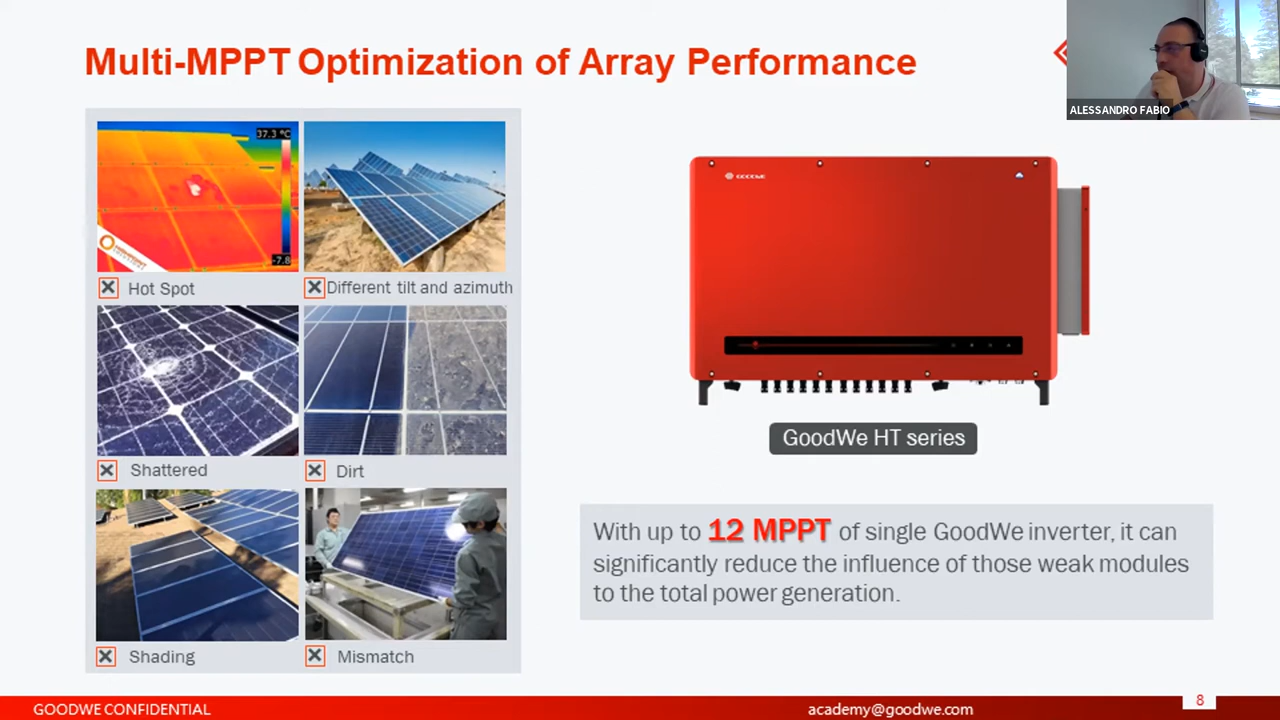 Multi-MPPT Optimization of Array Performance
ALESSANDRO FABIO
37.3 °C
-7.8
Hot Spot
Different tilt and azimuth
Shattered
Dirt
Shading
Mismatch
GOODWE
GoodWe HT series
With up to 12 MPPT of single GoodWe inverter, it can
significantly reduce the influence of those weak modules
to the total power generation.
GOODWE CONFIDENTIAL
academy@goodwe.com
8